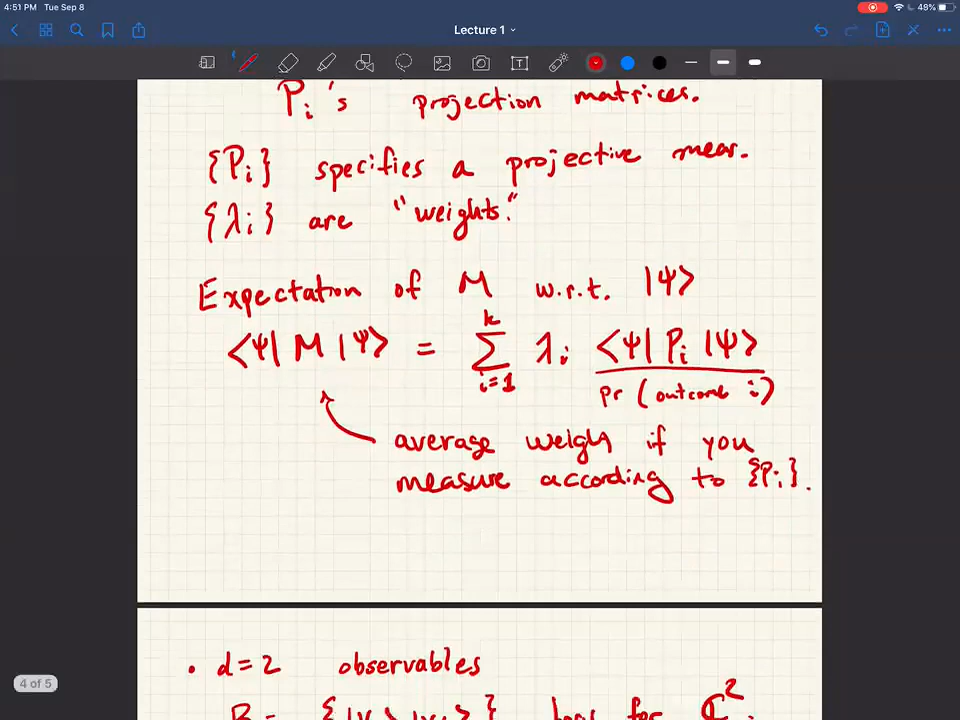 4:51 PM Tue Sep 8
48%
Lecture 1
P_i's projection matrices.
{P_i} specifies a projective meas.
{λ_i} are "weights."
Expectation of M w.r.t. |Ψ⟩
⟨Ψ| M |Ψ⟩ = ∑_{i=1}^{k} λ_i ⟨Ψ| P_i |Ψ⟩
pr (outcome i)
average weight if you
measure according to {P_i}.
4 of 5
• d=2 observables